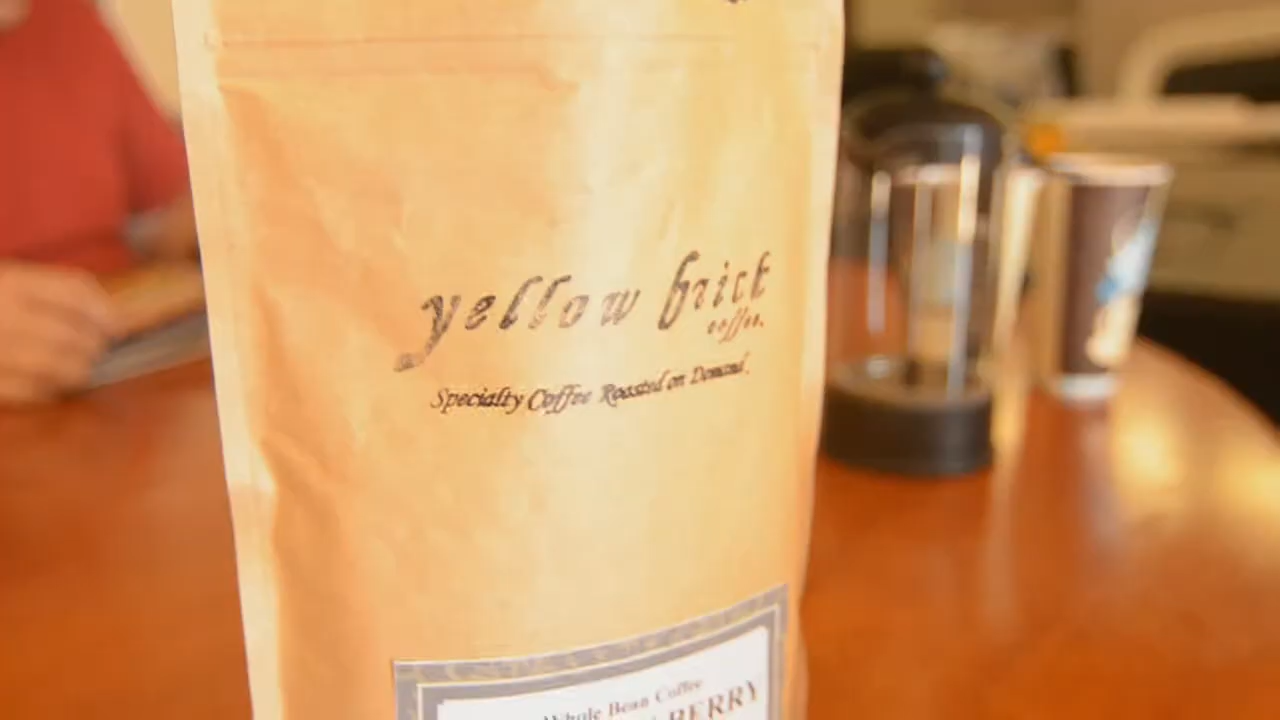 yellow brick
coffee.
Specialty Coffee Roasted on Demand.
Whole Bean Coffee
BERRY